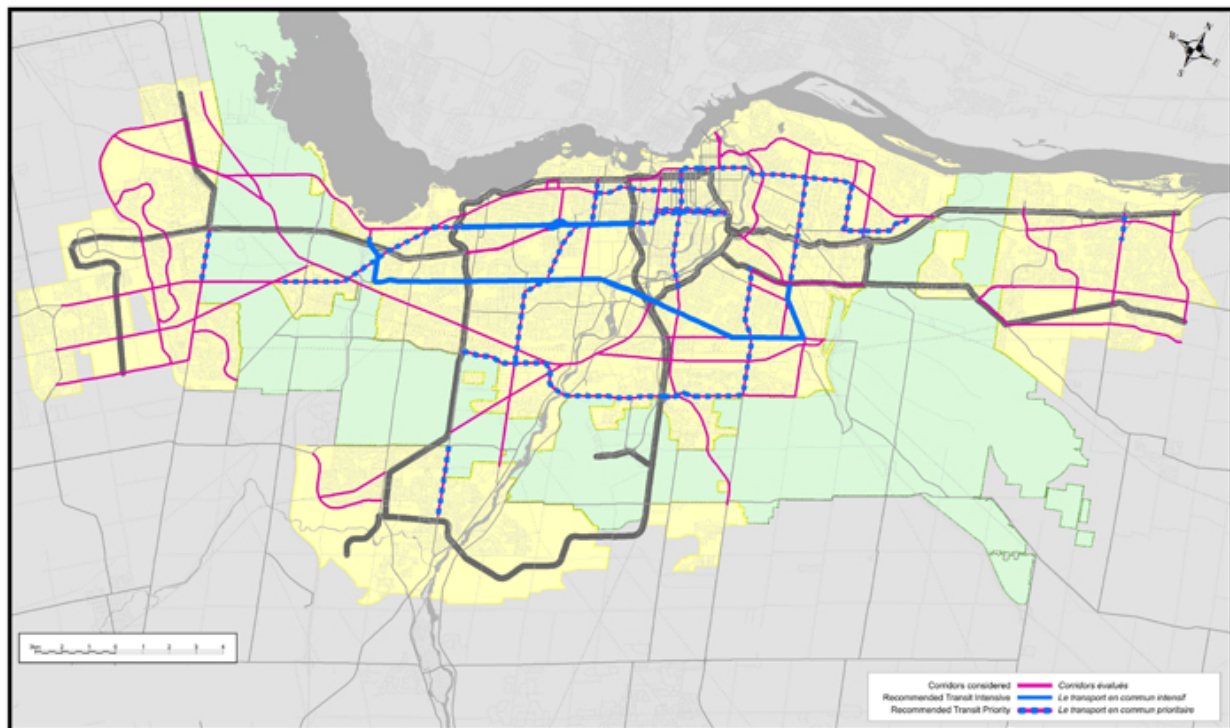 N
W
E
S
Corridors considered Corridors évalués
Recommended Transit Intensive Le transport en commun intensif
Recommended Transit Priority Le transport en commun prioritaire